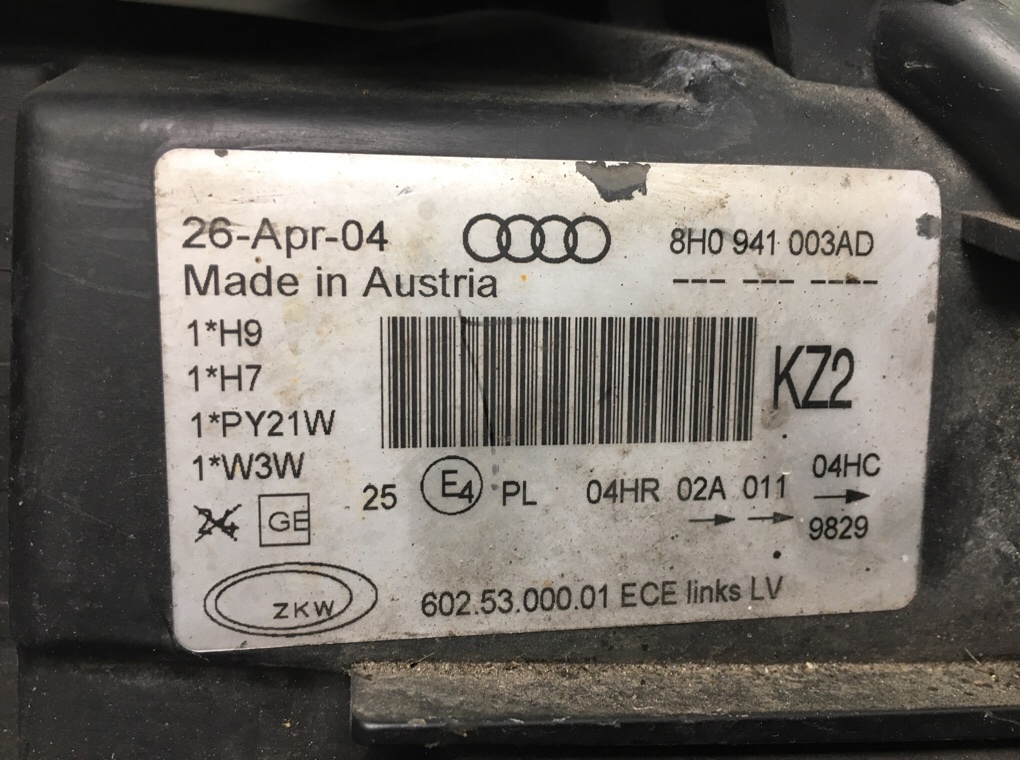 26-Apr-04
8H0 941 003AD
Made in Austria
--- --- ----
1*H9
1*H7
1*PY21W
1*W3W
KZ2
24 GE
25 E4 PL 04HR 02A 011 04HC
→ → →
9829
ZKW
602.53.000.01 ECE links LV